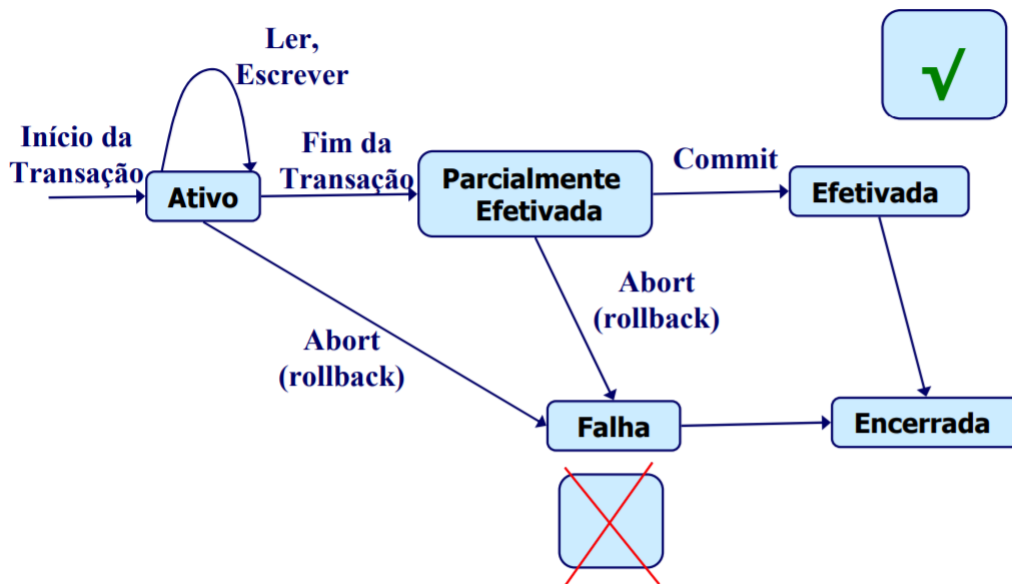 Ler,
Escrever
√
Início da
Transação
Fim da
Transação
Commit
Ativo
Parcialmente
Efetivada
Efetivada
Abort
(rollback)
Abort
(rollback)
Falha
Encerrada